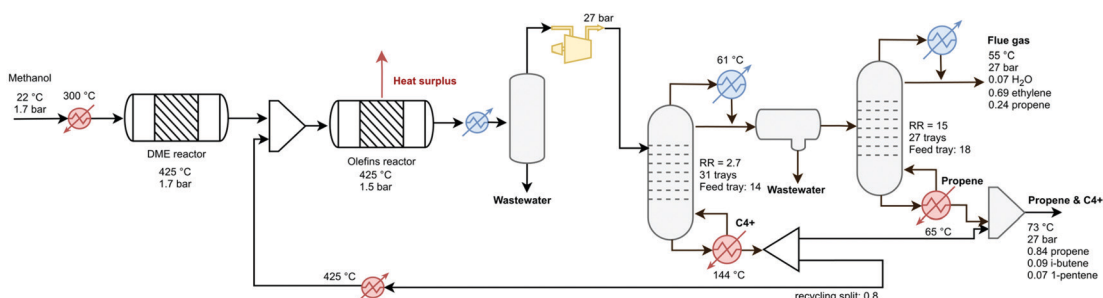 Methanol
22 °C
1.7 bar
300 °C
DME reactor
425 °C
1.7 bar
Heat surplus
Olefins reactor
425 °C
1.5 bar
Wastewater
27 bar
61 °C
RR = 2.7
31 trays
Feed tray: 14
C4+
144 °C
Wastewater
RR = 15
27 trays
Feed tray: 18
Flue gas
55 °C
27 bar
0.07 H₂O
0.69 ethylene
0.24 propene
Propene
65 °C
Propene & C4+
73 °C
27 bar
0.84 propene
0.09 i-butene
0.07 1-pentene
425 °C
recycling split: 0.8